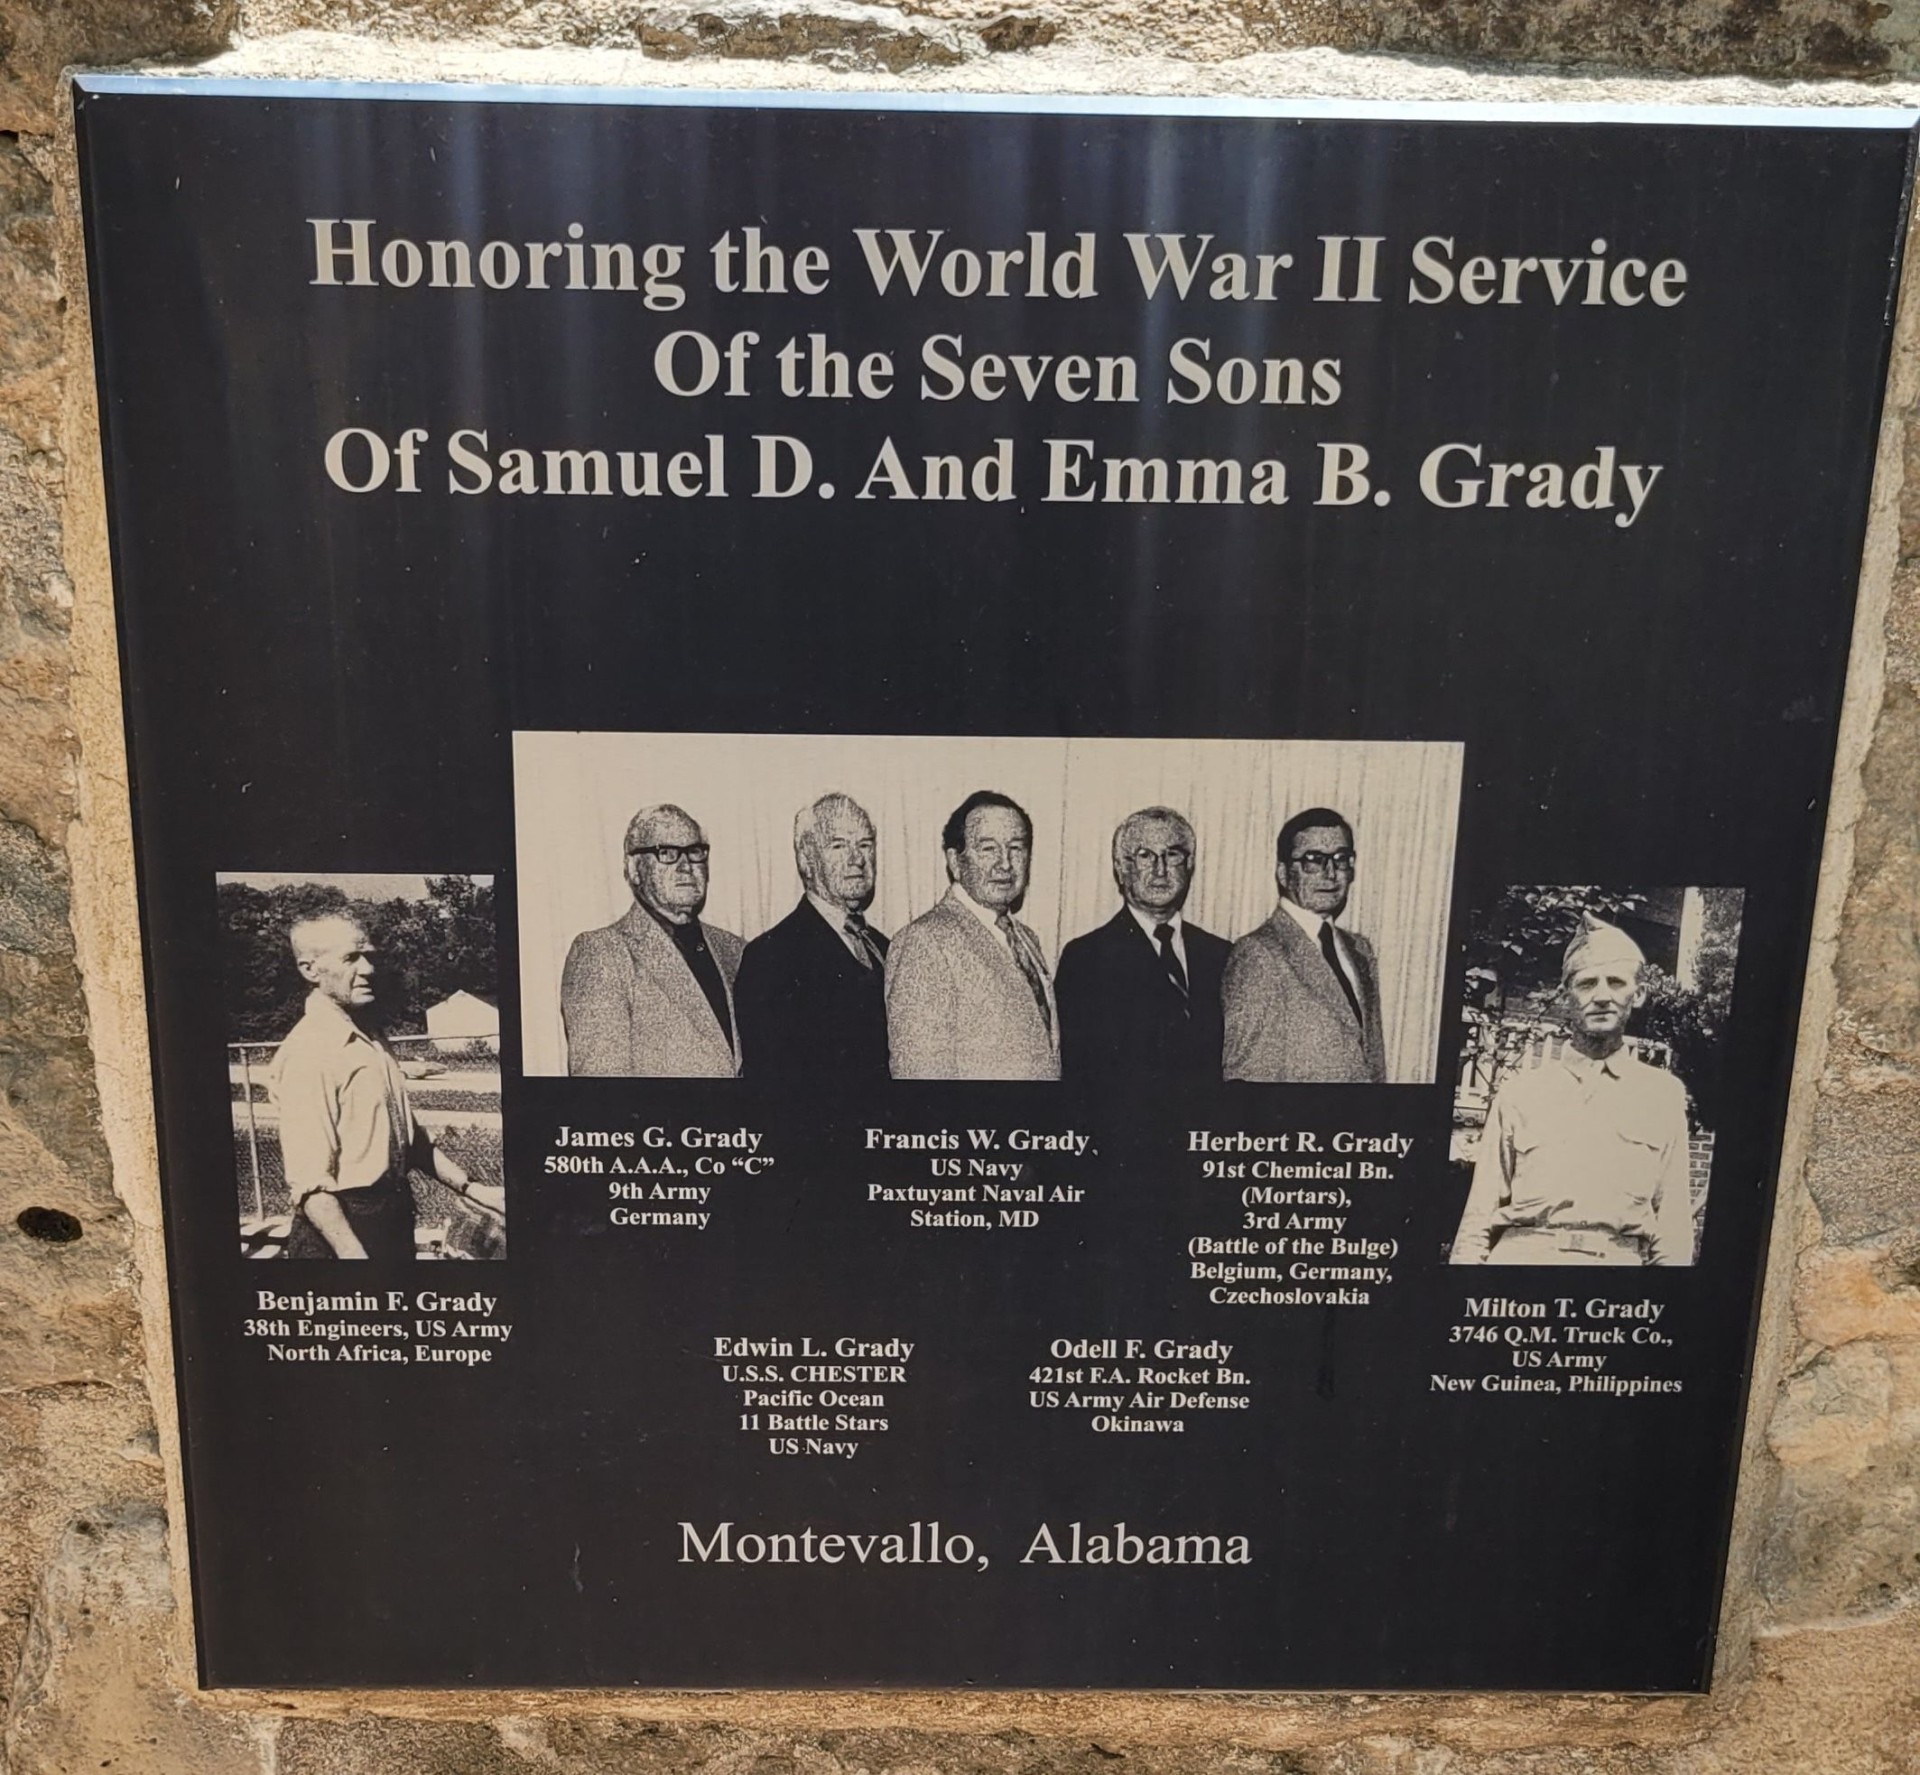 Honoring the World War II Service
Of the Seven Sons
Of Samuel D. And Emma B. Grady
Benjamin F. Grady
38th Engineers, US Army
North Africa, Europe
James G. Grady
580th A.A.A., Co “C”
9th Army
Germany
Edwin L. Grady
U.S.S. CHESTER
Pacific Ocean
11 Battle Stars
US Navy
Francis W. Grady
US Navy
Paxtuyant Naval Air
Station, MD
Odell F. Grady
421st F.A. Rocket Bn.
US Army Air Defense
Okinawa
Herbert R. Grady
91st Chemical Bn.
(Mortars),
3rd Army
(Battle of the Bulge)
Belgium, Germany,
Czechoslovakia
Milton T. Grady
3746 Q.M. Truck Co.,
US Army
New Guinea, Philippines
Montevallo, Alabama